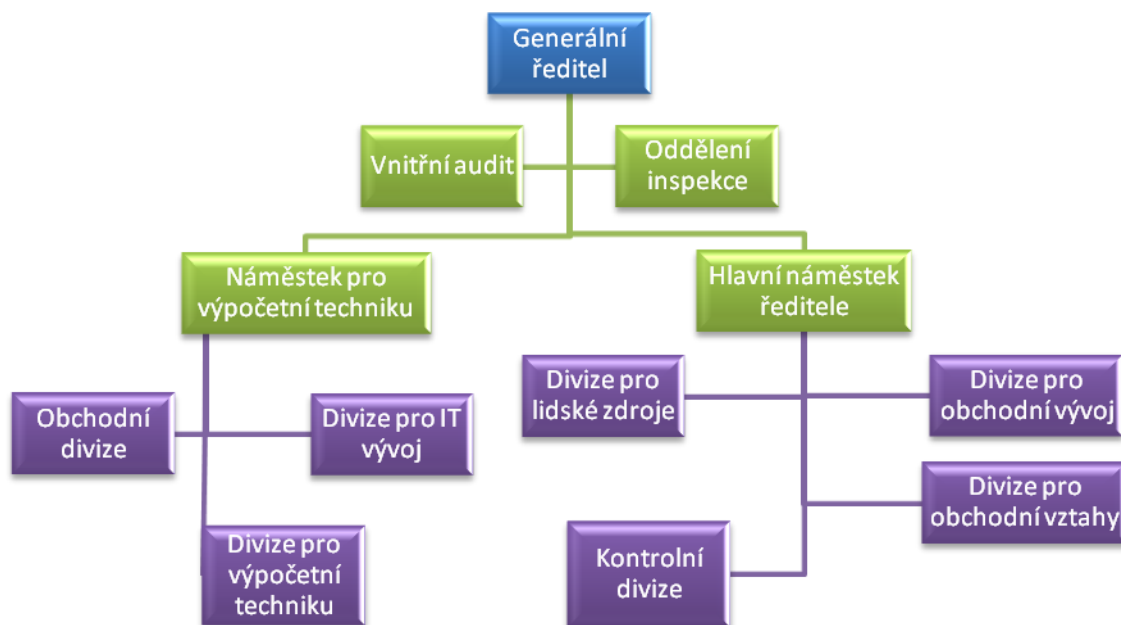 Generální
ředitel
Vnitřní audit
Oddělení
inspekce
Náměstek pro
výpočetní techniku
Hlavní náměstek
ředitele
Obchodní
divize
Divize pro IT
vývoj
Divize pro
výpočetní
techniku
Divize pro
lidské zdroje
Divize pro
obchodní vývoj
Divize pro
obchodní vztahy
Kontrolní
divize